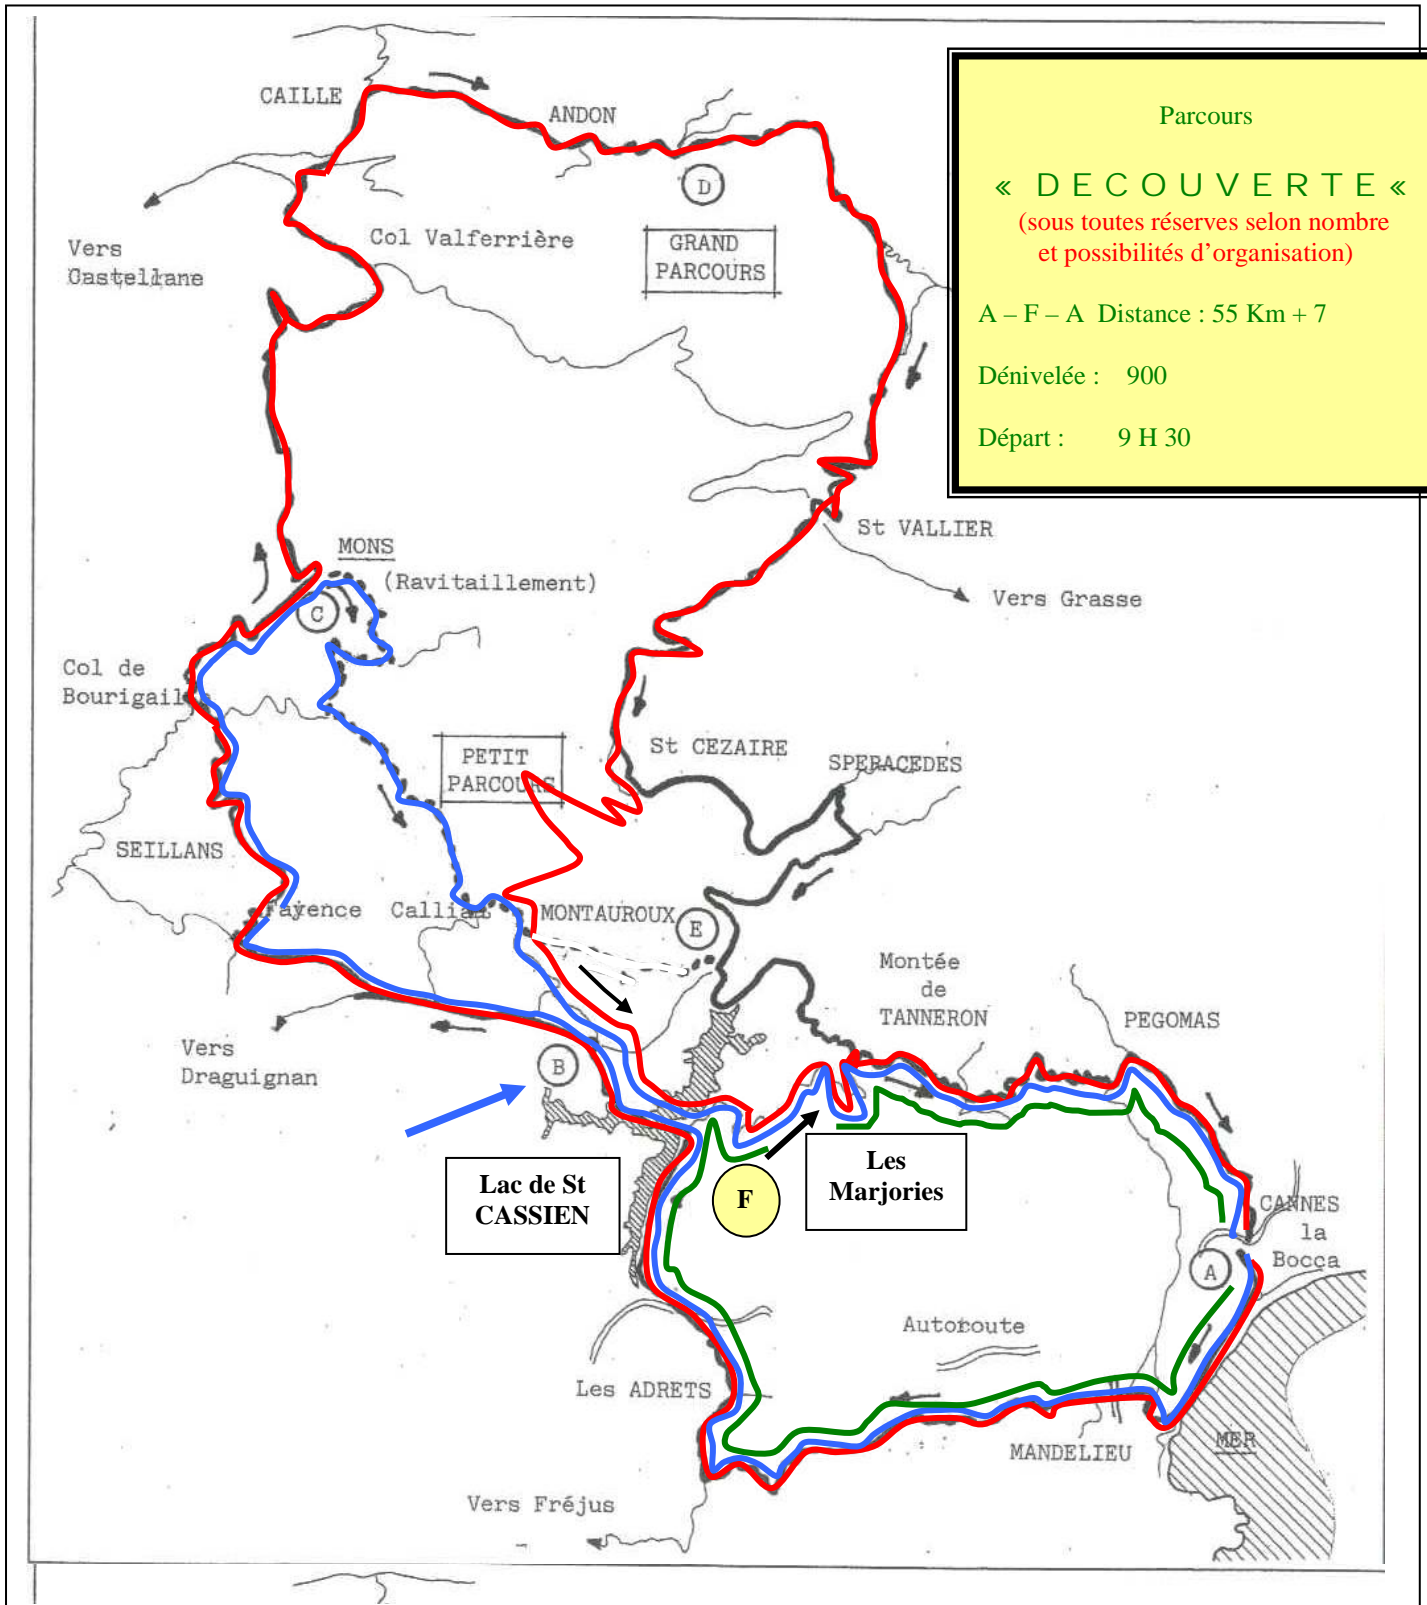 CAILLE
ANDON
D
Col Valferrière
GRAND
PARCOURS
Vers
Castellane
Parcours
« DECOUVERTE «
(sous toutes réserves selon nombre
et possibilités d’organisation)
A – F – A Distance : 55 Km + 7
Dénivelée : 900
Départ : 9 H 30
St VALLIER
Vers Grasse
MONS
(Ravitaillement)
C
Col de
Bourigaille
PETIT
PARCOURS
St CEZAIRE
SPERACEDES
SEILLANS
Fayence
Callian
MONTAUROUX
E
Montée
de
TANNERON
PEGOMAS
Vers
Draguignan
B
Lac de St
CASSIEN
F
Les
Marjories
CANNES
la
Bocca
A
Autoroute
Les ADRETS
MANDELIEU
MER
Vers Fréjus